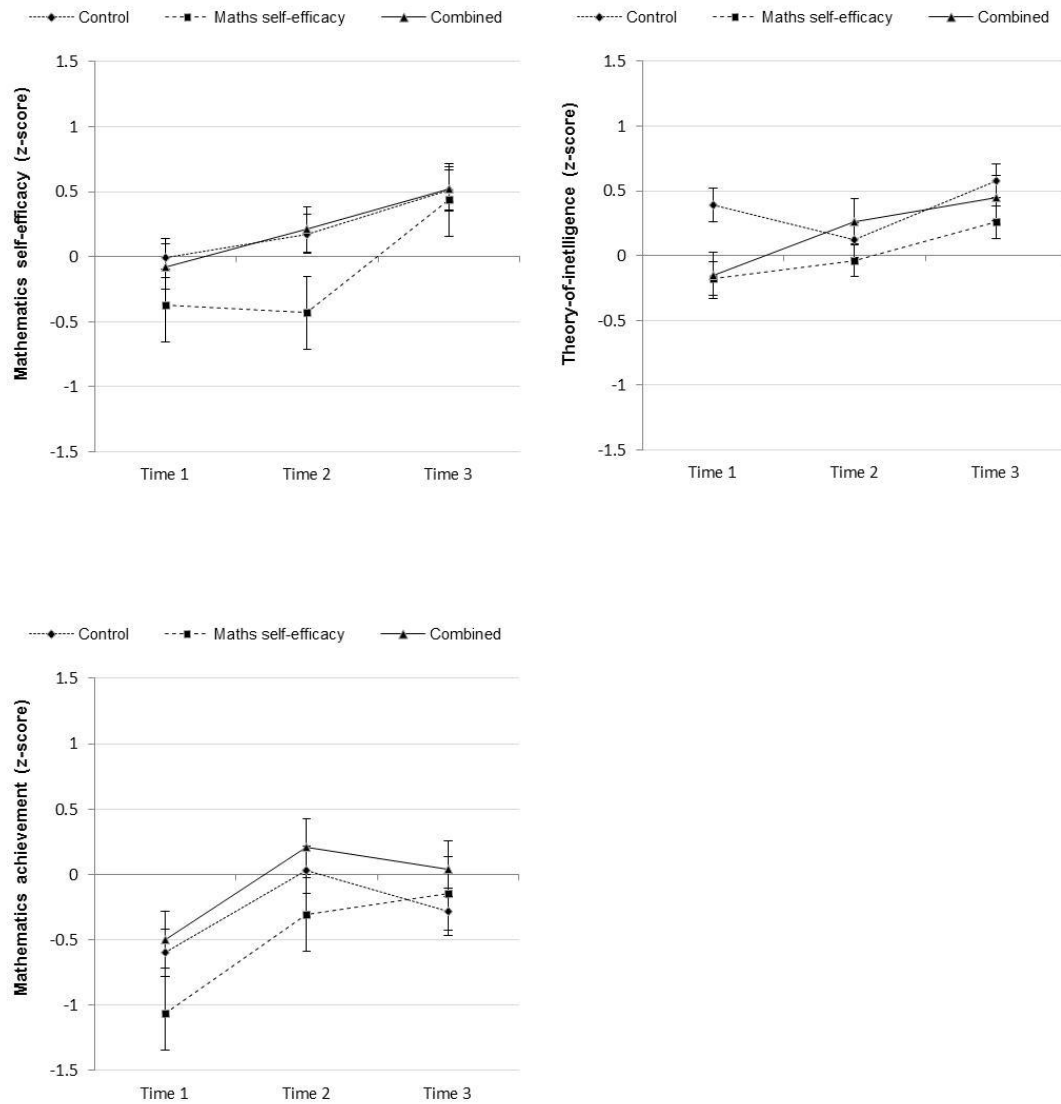 Control Maths self-efficacy Combined
Mathematics self-efficacy (z-score)
1.5
1
0.5
0
-0.5
-1
-1.5
Time 1 Time 2 Time 3
Control Maths self-efficacy Combined
Theory-of-inetlligence (z-score)
1.5
1
0.5
0
-0.5
-1
-1.5
Time 1 Time 2 Time 3
Control Maths self-efficacy Combined
Mathematics achievement (z-score)
1.5
1
0.5
0
-0.5
-1
-1.5
Time 1 Time 2 Time 3